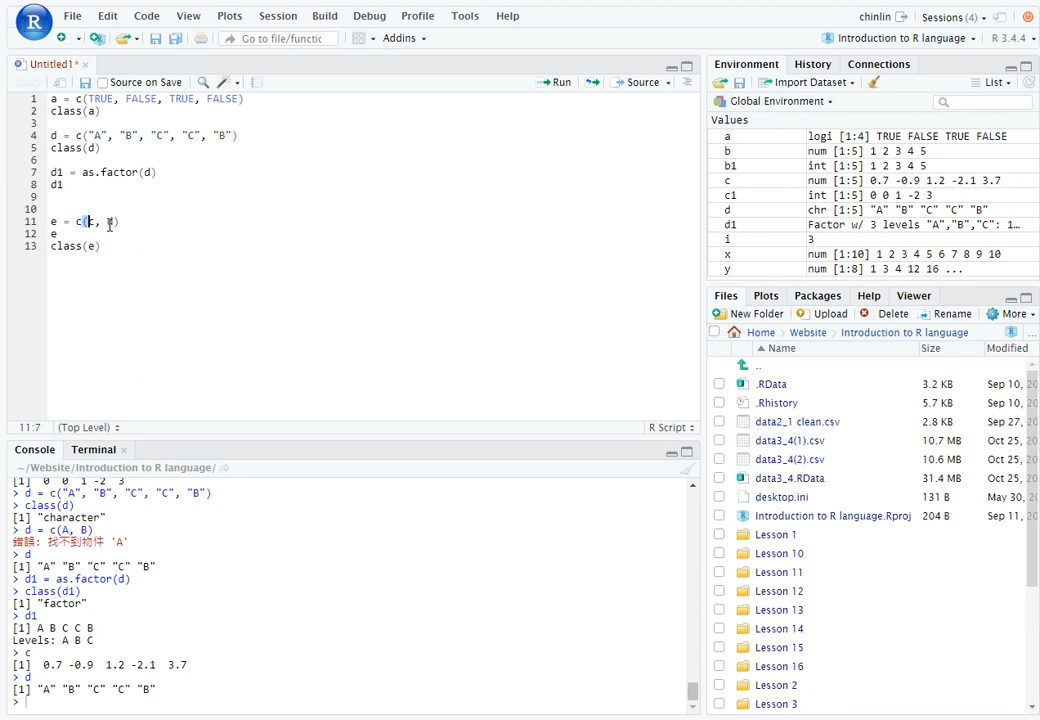 File Edit Code View Plots Session Build Debug Profile Tools Help
chinlin Sessions (4)
Go to file/functic Addins
Introduction to R language R 3.4.4
Untitled1*
Source on Save Run Source
1 a = c(TRUE, FALSE, TRUE, FALSE)
2 class(a)
3
4 d = c("A", "B", "C", "C", "B")
5 class(d)
6
7 d1 = as.factor(d)
8 d1
9
10
11 e = c(c, d)
12 e
13 class(e)
11:7 (Top Level) R Script
Console Terminal
~/Website/Introduction to R language/
[1] 0 0 1 -2 3
> d = c("A", "B", "C", "C", "B")
> class(d)
[1] "character"
> d = c(A, B)
錯誤: 找不到物件 'A'
> d
[1] "A" "B" "C" "C" "B"
> d1 = as.factor(d)
> class(d1)
[1] "factor"
> d1
[1] A B C C B
Levels: A B C
> c
[1] 0.7 -0.9 1.2 -2.1 3.7
> d
[1] "A" "B" "C" "C" "B"
>
Environment History Connections
Import Dataset List
Global Environment
Values
a logi [1:4] TRUE FALSE TRUE FALSE
b num [1:5] 1 2 3 4 5
b1 int [1:5] 1 2 3 4 5
c num [1:5] 0.7 -0.9 1.2 -2.1 3.7
c1 int [1:5] 0 0 1 -2 3
d chr [1:5] "A" "B" "C" "C" "B"
d1 Factor w/ 3 levels "A","B","C": 1…
i 3
x num [1:10] 1 2 3 4 5 6 7 8 9 10
y num [1:8] 1 3 4 12 16 ...
Files Plots Packages Help Viewer
New Folder Upload Delete Rename More
Home Website Introduction to R language ...
Name Size Modified
..
.RData 3.2 KB Sep 10, 20
.Rhistory 5.7 KB Sep 10, 20
data2_1 clean.csv 2.8 KB Sep 27, 20
data3_4(1).csv 10.7 MB Oct 25, 20
data3_4(2).csv 10.6 MB Oct 25, 20
data3_4.RData 31.4 MB Oct 25, 20
desktop.ini 131 B May 30, 20
Introduction to R language.Rproj 204 B Sep 11, 20
Lesson 1
Lesson 10
Lesson 11
Lesson 12
Lesson 13
Lesson 14
Lesson 15
Lesson 16
Lesson 2
Lesson 3